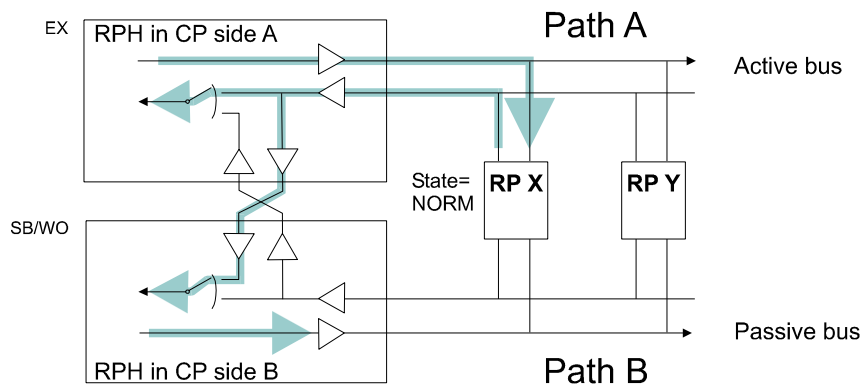 EX
RPH in CP side A
Path A
Active bus
State=
NORM
RP X
RP Y
SB/WO
RPH in CP side B
Path B
Passive bus